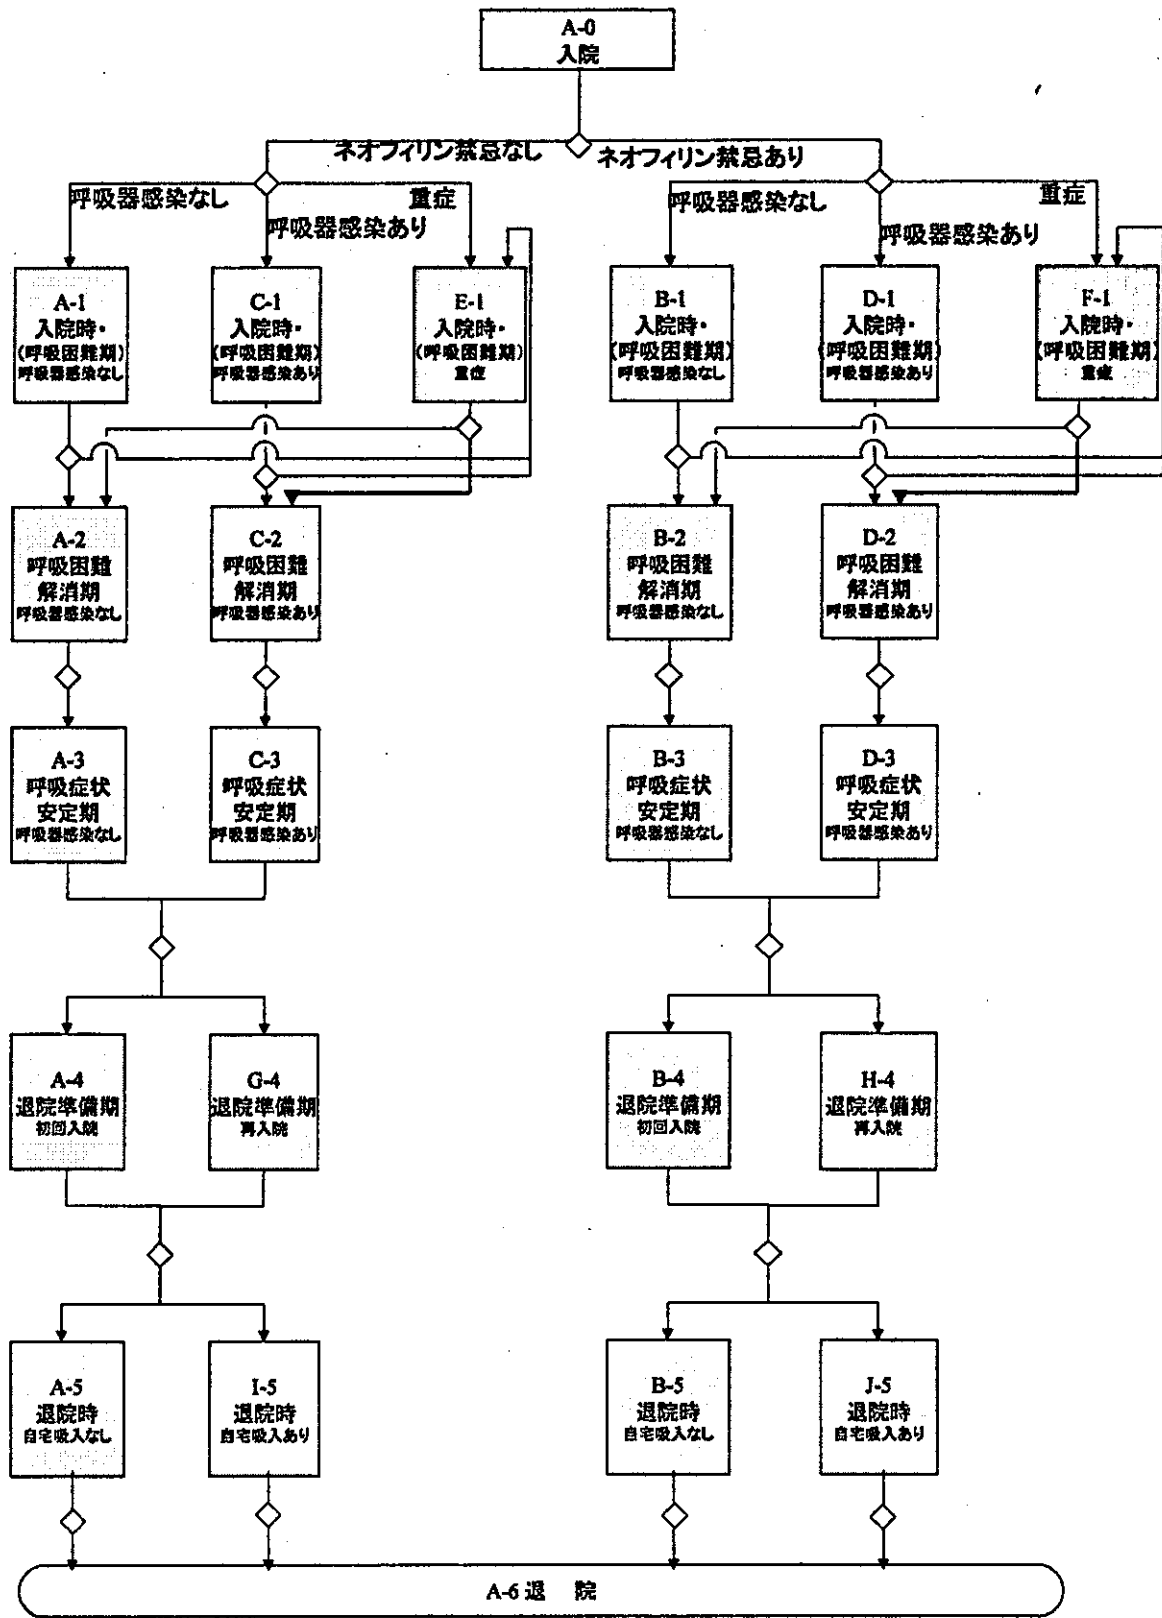 A-0
入院
ネオフィリン禁忌なし
ネオフィリン禁忌あり
呼吸器感染なし
重症
呼吸器感染あり
呼吸器感染なし
重症
呼吸器感染あり
A-1
入院時・
(呼吸困難期)
呼吸器感染なし
C-1
入院時・
(呼吸困難期)
呼吸器感染あり
E-1
入院時・
(呼吸困難期)
重症
B-1
入院時・
(呼吸困難期)
呼吸器感染なし
D-1
入院時・
(呼吸困難期)
呼吸器感染あり
F-1
入院時・
(呼吸困難期)
重症
A-2
呼吸困難
解消期
呼吸器感染なし
C-2
呼吸困難
解消期
呼吸器感染あり
B-2
呼吸困難
解消期
呼吸器感染なし
D-2
呼吸困難
解消期
呼吸器感染あり
A-3
呼吸症状
安定期
呼吸器感染なし
C-3
呼吸症状
安定期
呼吸器感染あり
B-3
呼吸症状
安定期
呼吸器感染なし
D-3
呼吸症状
安定期
呼吸器感染あり
A-4
退院準備期
初回入院
G-4
退院準備期
再入院
B-4
退院準備期
初回入院
H-4
退院準備期
再入院
A-5
退院時
自宅吸入なし
I-5
退院時
自宅吸入あり
B-5
退院時
自宅吸入なし
J-5
退院時
自宅吸入あり
A-6 退 院